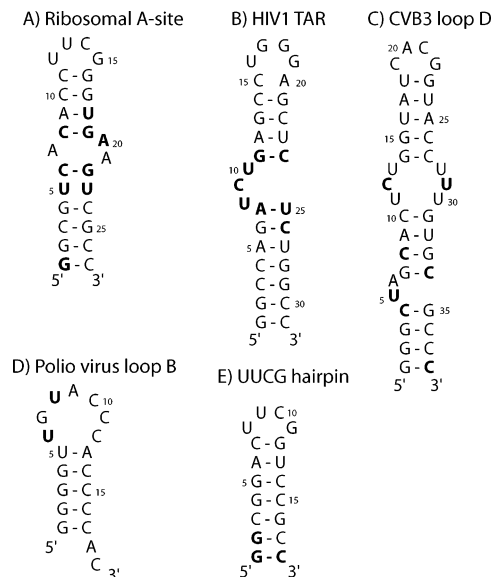 A) Ribosomal A-site
U C
U G 15
C - G
10 C - G
A - U
C - G
A A 20
A
C - G
5 U - U
G - C
C - G 25
G - C
G - C
5' 3'
B) HIV1 TAR
G G
U G
15 C A 20
C - G
G - C
A - U
G - C
10 U
C
U
A - U 25
G - C
5 A - U
C - G
C - G
G - C 30
G - C
5' 3'
C) CVB3 loop D
20 A C
C G
U - G
A - U
U - A 25
15 G - C
G - C
U U
C U
U U 30
10 C - G
A - U
C - G
G - C
A
5 U
C - G 35
G - C
G - C
G - C
5' 3'
D) Polio virus loop B
U A C 10
G C
U C
5 U - A
G - C
G - C 15
G - C
G - C
5' A
C
3'
E) UUCG hairpin
U C 10
U G
C - G
A - U
5 G - C
G - C 15
C - G
G - C
G - C
5' 3'